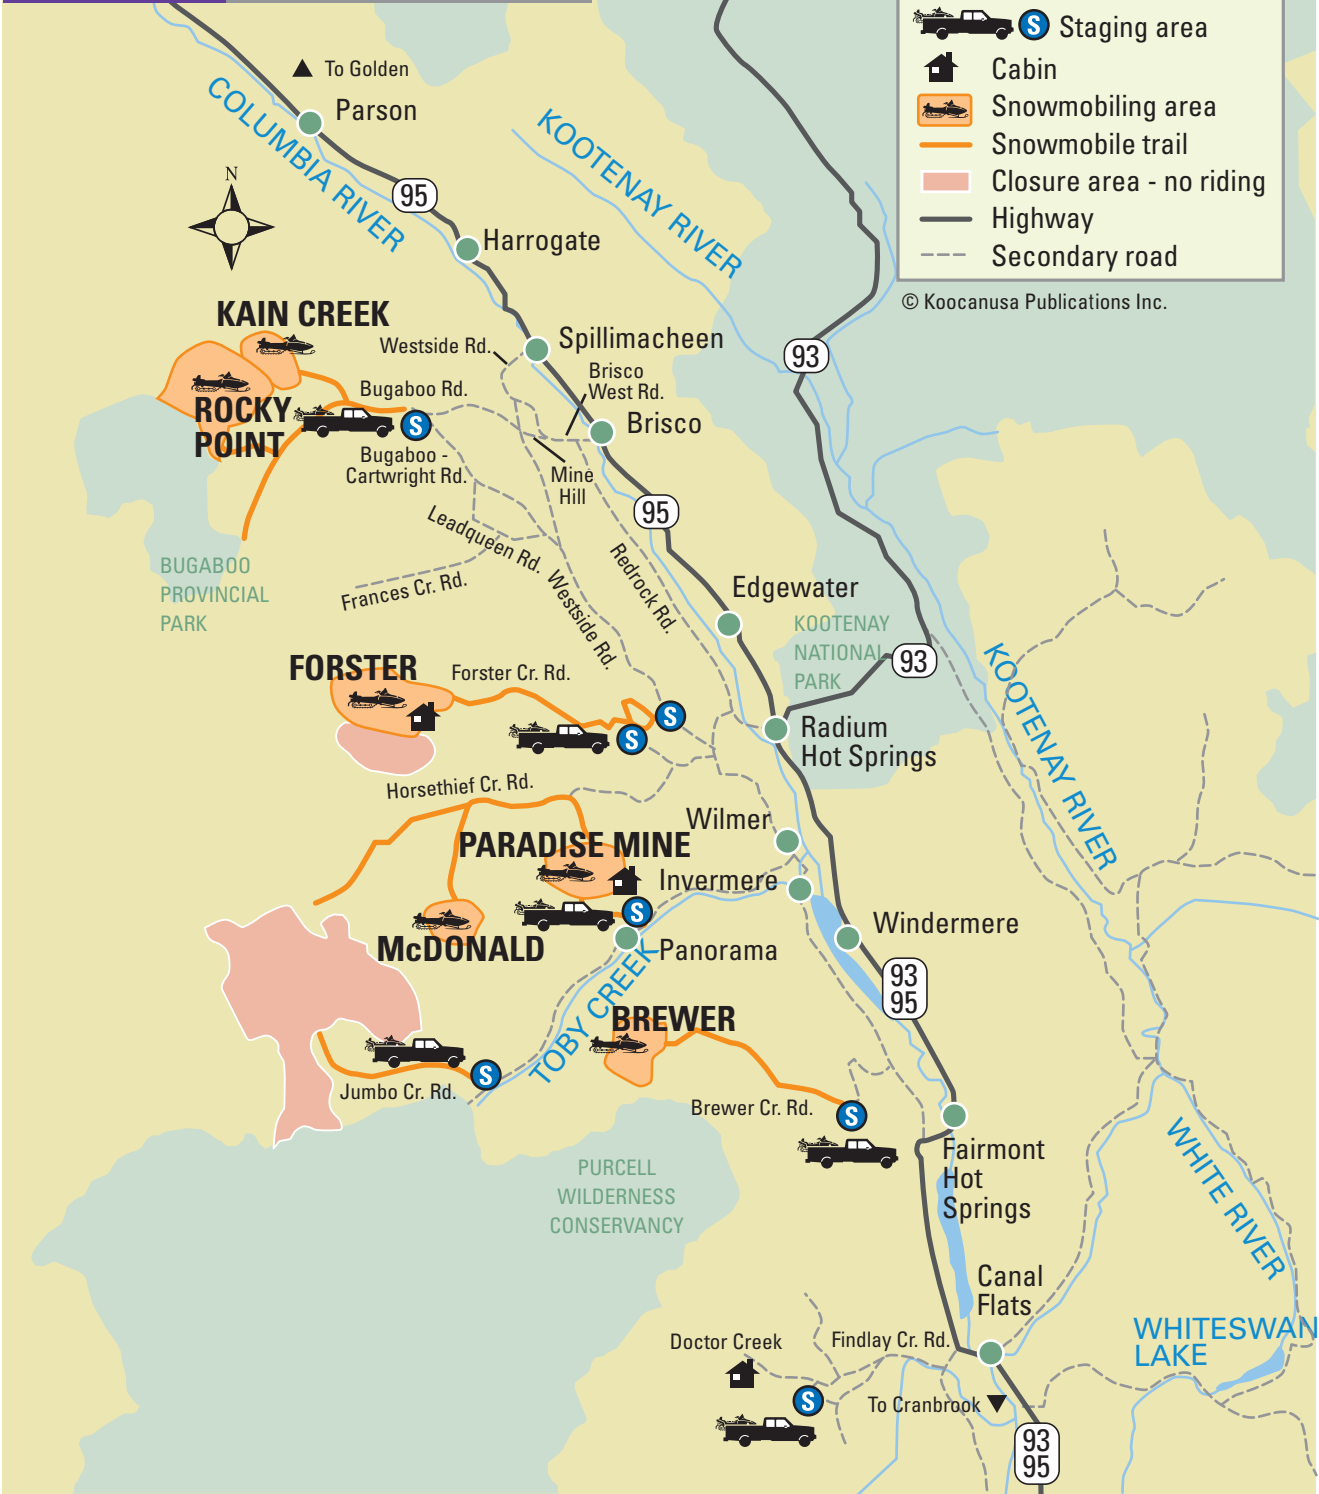 Staging area
Cabin
Snowmobiling area
Snowmobile trail
Closure area - no riding
Highway
Secondary road
© Koocanusa Publications Inc.
S
To Golden
Parson
COLUMBIA RIVER
KOOTENAY RIVER
N
95
Harrogate
KAIN CREEK
Westside Rd.
Spillimacheen
93
Brisco
West Rd.
Bugaboo Rd.
ROCKY
POINT
S
Brisco
Bugaboo -
Cartwright Rd.
Mine
Hill
95
Leadqueen Rd.
Redrock Rd.
BUGABOO
PROVINCIAL
PARK
Frances Cr. Rd.
Westside Rd.
Edgewater
KOOTENAY
NATIONAL
PARK
93
KOOTENAY RIVER
FORSTER
Forster Cr. Rd.
S
S
Radium
Hot Springs
Horsethief Cr. Rd.
Wilmer
PARADISE MINE
Invermere
S
McDONALD
Panorama
Windermere
93
95
TOBY CREEK
BREWER
S
Jumbo Cr. Rd.
Brewer Cr. Rd.
S
Fairmont
Hot
Springs
WHITE RIVER
PURCELL
WILDERNESS
CONSERVANCY
Canal
Flats
WHITESWAN
LAKE
Doctor Creek
Findlay Cr. Rd.
S
To Cranbrook
93
95